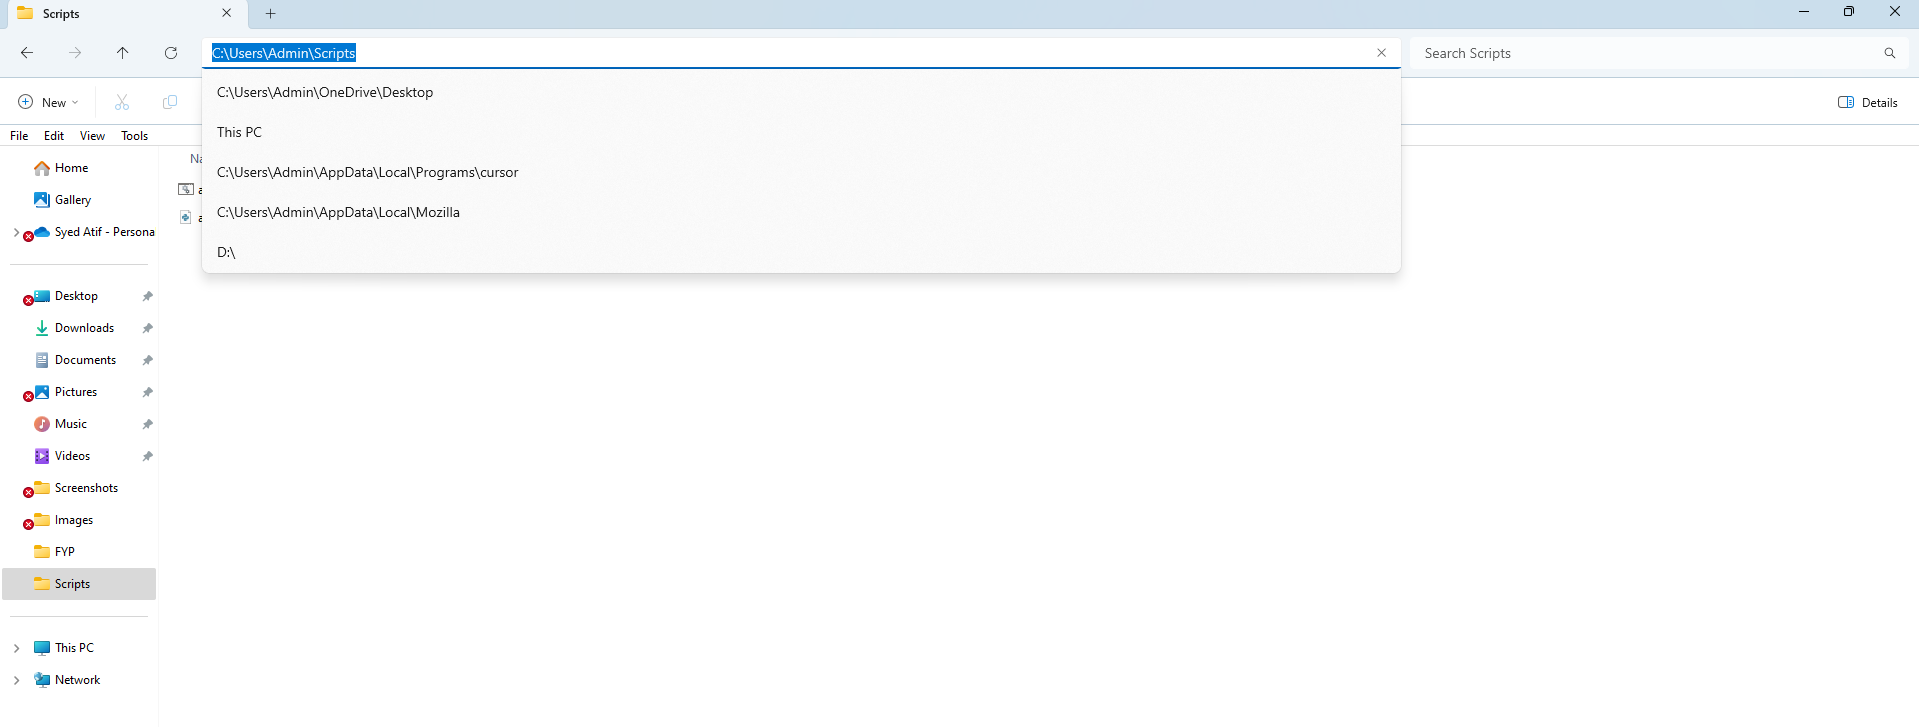 Scripts
C:\Users\Admin\Scripts
Search Scripts
C:\Users\Admin\OneDrive\Desktop
New
Details
This PC
File Edit View Tools
C:\Users\Admin\AppData\Local\Programs\cursor
C:\Users\Admin\AppData\Local\Mozilla
D:\
Home
Gallery
Syed Atif - Persona
Desktop
Downloads
Documents
Pictures
Music
Videos
Screenshots
Images
FYP
Scripts
This PC
Network